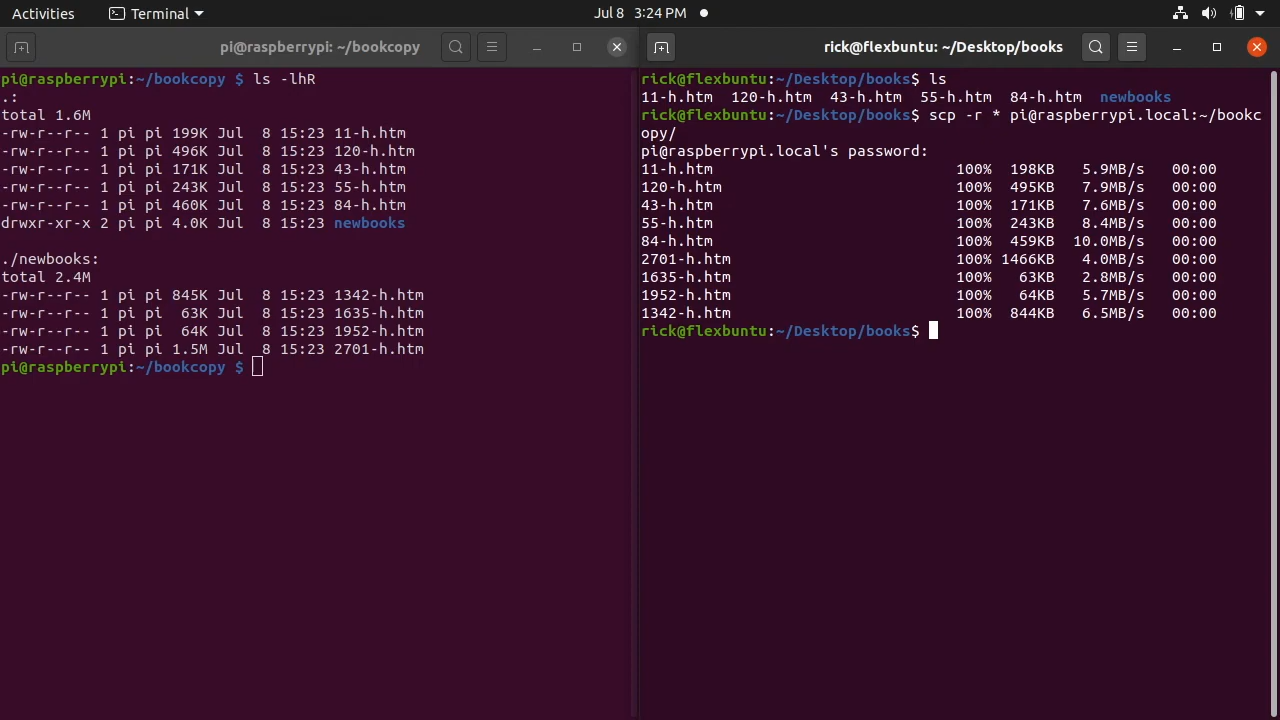 Activities Terminal Jul 8 3:24 PM
pi@raspberrypi: ~/bookcopy
pi@raspberrypi:~/bookcopy $ ls -lhR
.:
total 1.6M
-rw-r--r-- 1 pi pi 199K Jul  8 15:23 11-h.htm
-rw-r--r-- 1 pi pi 496K Jul  8 15:23 120-h.htm
-rw-r--r-- 1 pi pi 171K Jul  8 15:23 43-h.htm
-rw-r--r-- 1 pi pi 243K Jul  8 15:23 55-h.htm
-rw-r--r-- 1 pi pi 460K Jul  8 15:23 84-h.htm
drwxr-xr-x 2 pi pi 4.0K Jul  8 15:23 newbooks
./newbooks:
total 2.4M
-rw-r--r-- 1 pi pi 845K Jul  8 15:23 1342-h.htm
-rw-r--r-- 1 pi pi  63K Jul  8 15:23 1635-h.htm
-rw-r--r-- 1 pi pi  64K Jul  8 15:23 1952-h.htm
-rw-r--r-- 1 pi pi 1.5M Jul  8 15:23 2701-h.htm
pi@raspberrypi:~/bookcopy $
rick@flexbuntu: ~/Desktop/books
rick@flexbuntu:~/Desktop/books$ ls
11-h.htm  120-h.htm  43-h.htm  55-h.htm  84-h.htm  newbooks
rick@flexbuntu:~/Desktop/books$ scp -r * pi@raspberrypi.local:~/bookc
opy/
pi@raspberrypi.local's password:
11-h.htm 100% 198KB 5.9MB/s 00:00
120-h.htm 100% 495KB 7.9MB/s 00:00
43-h.htm 100% 171KB 7.6MB/s 00:00
55-h.htm 100% 243KB 8.4MB/s 00:00
84-h.htm 100% 459KB 10.0MB/s 00:00
2701-h.htm 100% 1466KB 4.0MB/s 00:00
1635-h.htm 100% 63KB 2.8MB/s 00:00
1952-h.htm 100% 64KB 5.7MB/s 00:00
1342-h.htm 100% 844KB 6.5MB/s 00:00
rick@flexbuntu:~/Desktop/books$